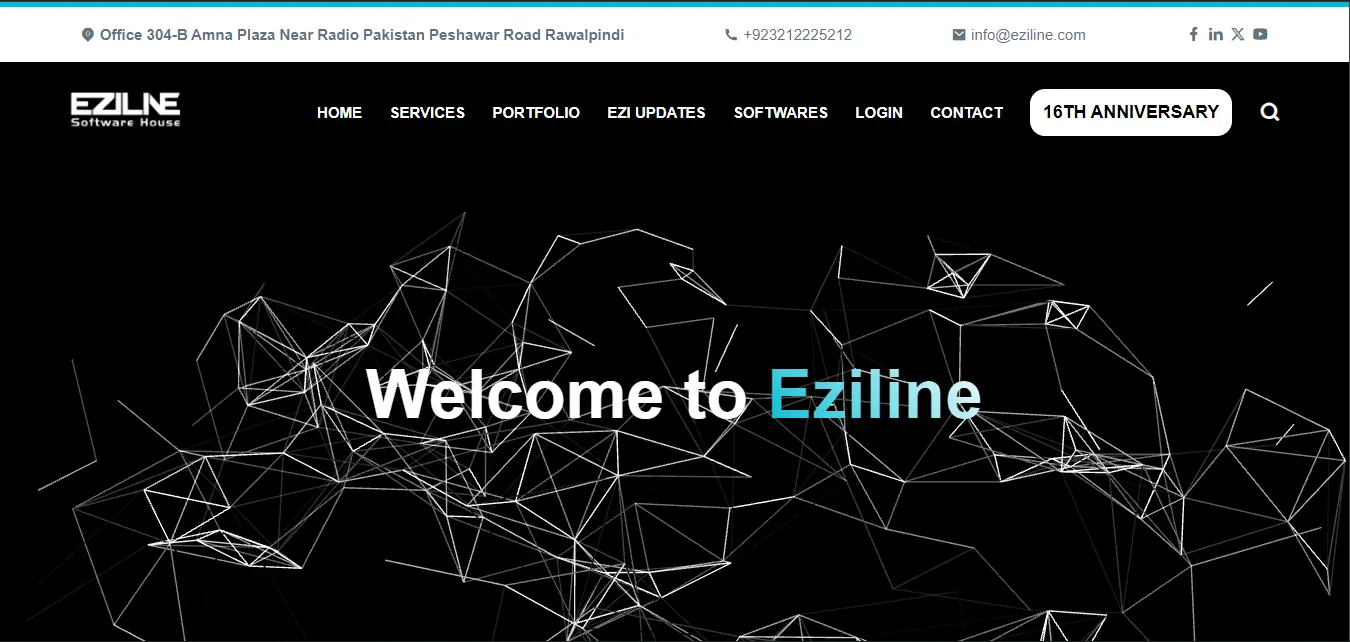 Office 304-B Amna Plaza Near Radio Pakistan Peshawar Road Rawalpindi
+923212225212
info@eziline.com
EZILNE
Software House
HOME
SERVICES
PORTFOLIO
EZI UPDATES
SOFTWARES
LOGIN
CONTACT
16TH ANNIVERSARY
Welcome to Eziline